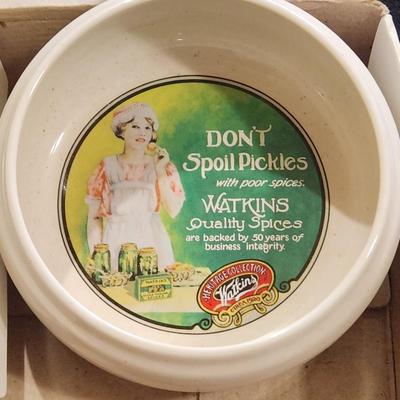 DON'T
Spoil Pickles
with poor spices.
WATKINS
Quality Spices
are backed by 50 years of
business integrity.
HERITAGE COLLECTION
Watkins
WATKINS